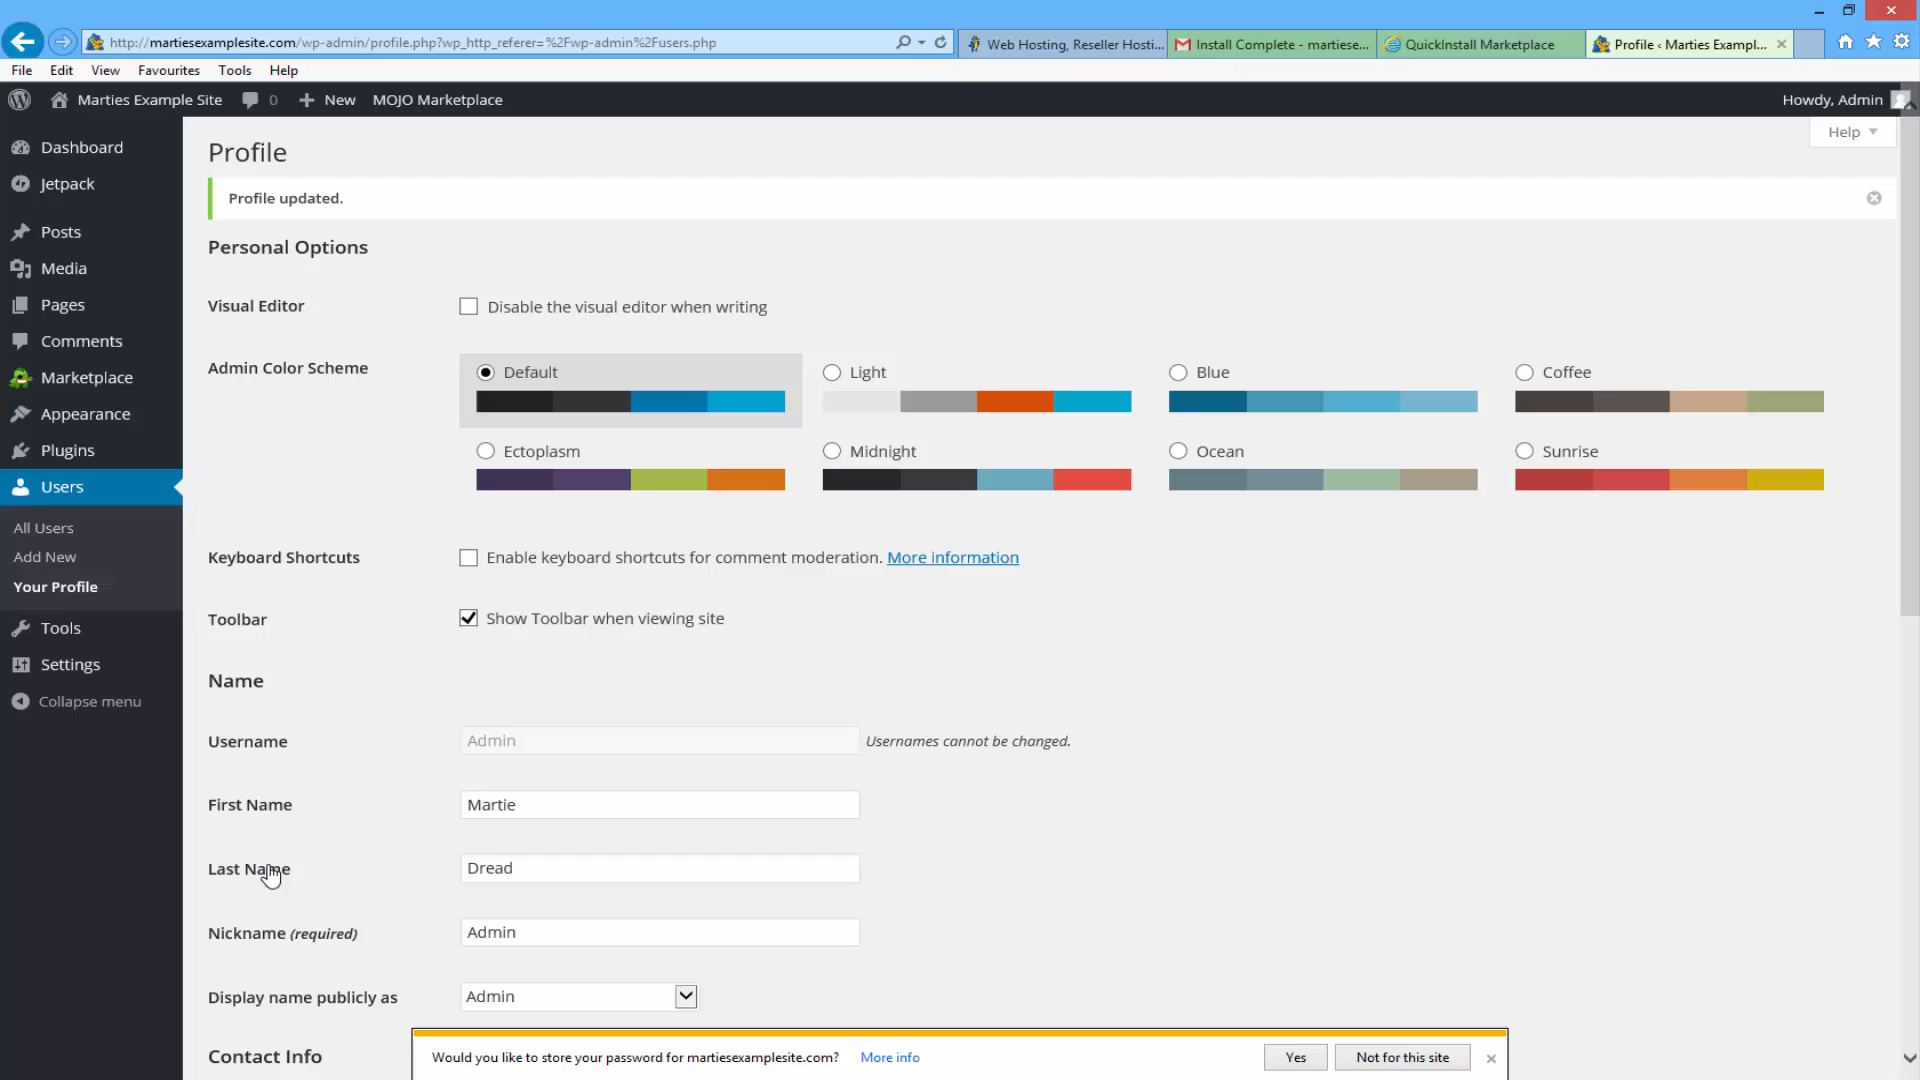 http://martiesexamplesite.com/wp-admin/profile.php?wp_http_referer=%2Fwp-admin%2Fusers.php
Web Hosting, Reseller Hosti...
Install Complete - martiese...
QuickInstall Marketplace
Profile ‹ Marties Exampl...
File Edit View Favourites Tools Help
Marties Example Site 0 New MOJO Marketplace Howdy, Admin
Help
Dashboard
Jetpack
Posts
Media
Pages
Comments
Marketplace
Appearance
Plugins
Users
All Users
Add New
Your Profile
Tools
Settings
Collapse menu
Profile
Profile updated.
Personal Options
Visual Editor Disable the visual editor when writing
Admin Color Scheme Default Light Blue Coffee
Ectoplasm Midnight Ocean Sunrise
Keyboard Shortcuts Enable keyboard shortcuts for comment moderation. More information
Toolbar Show Toolbar when viewing site
Name
Username Admin Usernames cannot be changed.
First Name Martie
Last Name Dread
Nickname (required) Admin
Display name publicly as Admin
Contact Info
Would you like to store your password for martiesexamplesite.com? More info Yes Not for this site